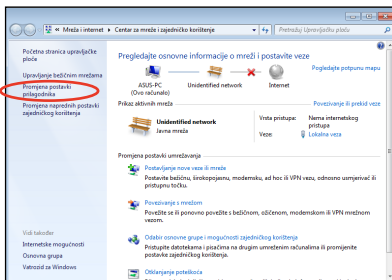 « Mreža i internet ▸ Centar za mreže i zajedničko korištenje
Pretražuj Upravljačku ploču
Početna stranica upravljačke
ploče
Upravljanje bežičnim mrežama
Promjena postavki
prilagodnika
Promjena naprednih postavki
zajedničkog korištenja
Vidi također
Internetske mogućnosti
Osnovna grupa
Vatrozid za Windows
Pregledajte osnovne informacije o mreži i postavite veze
Pogledajte potpunu mapu
ASUS-PC
(Ovo računalo)
Unidentified network
Internet
Prikaz aktivnih mreža
Povezivanje ili prekid veze
Unidentified network
Javna mreža
Vrsta pristupa: Nema internetskog
pristupa
Veze: Lokalna veza
Promjena postavki umrežavanja
Postavljanje nove veze ili mreže
Postavite bežičnu, širokopojasnu, modemsku, ad hoc ili VPN vezu, odnosno usmjerivač ili
pristupnu točku.
Povezivanje s mrežom
Povežite se ili ponovno povežite s bežičnom, ožičenom, modemskom ili VPN mrežnom
vezom.
Odabir osnovne grupe i mogućnosti zajedničkog korištenja
Pristupite datotekama i pisačima na drugim umreženim računalima ili promijenite
postavke zajedničkog korištenja.
Otklanjanje poteškoća